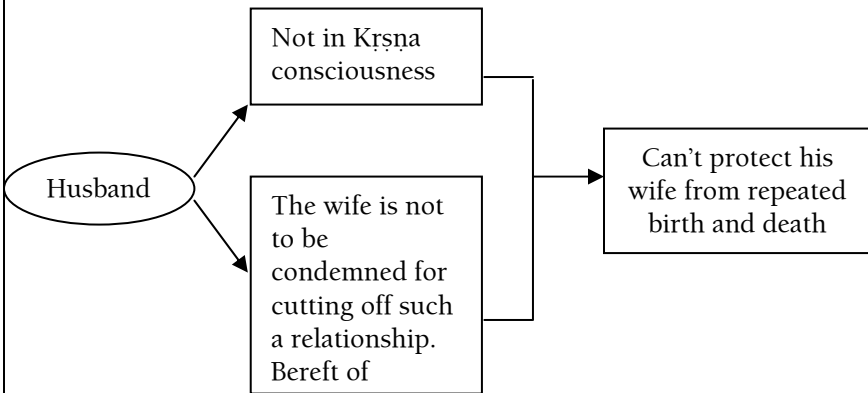 Not in Kṛṣṇa
consciousness
Husband
The wife is not
to be
condemned for
cutting off such
a relationship.
Bereft of
Can't protect his
wife from repeated
birth and death